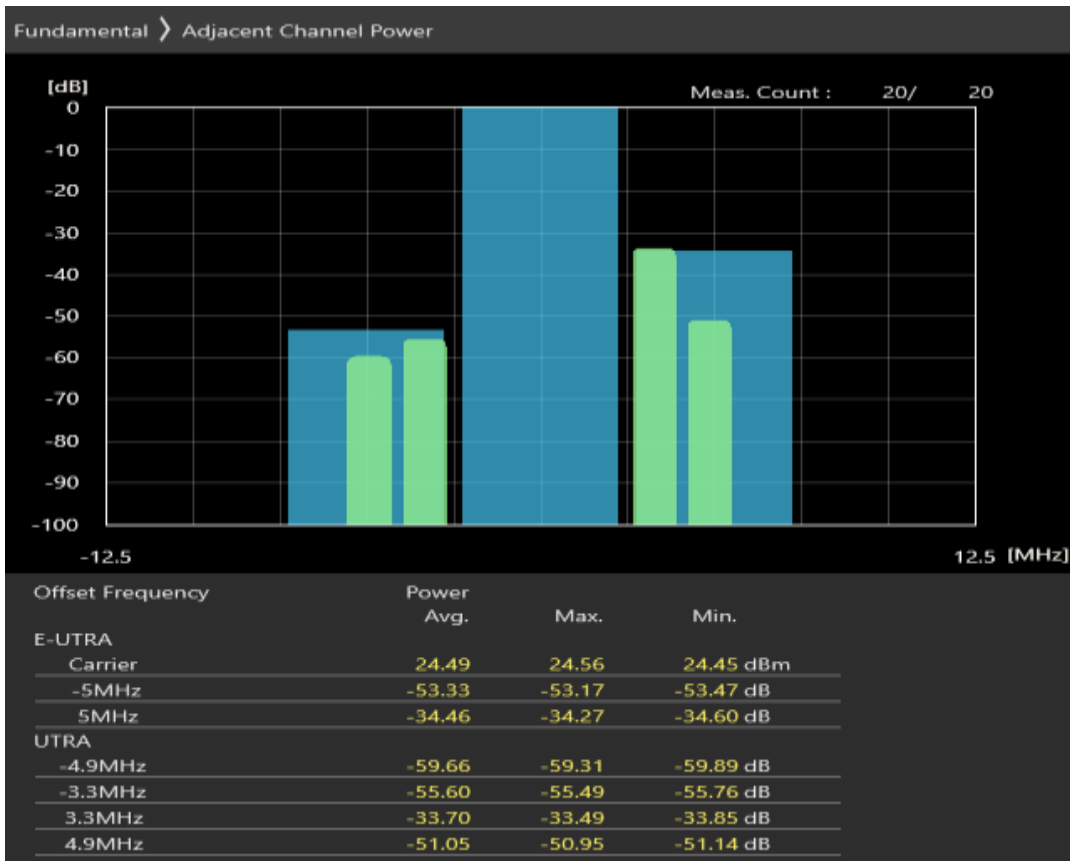 Fundamental 》 Adjacent Channel Power
[dB]
Meas. Count : 20/ 20
0
-10
-20
-30
-40
-50
-60
-70
-80
-90
-100
-12.5 12.5 [MHz]
Offset Frequency Power
Avg. Max. Min.
E-UTRA
Carrier 24.49 24.56 24.45 dBm
-5MHz -53.33 -53.17 -53.47 dB
5MHz -34.46 -34.27 -34.60 dB
UTRA
-4.9MHz -59.66 -59.31 -59.89 dB
-3.3MHz -55.60 -55.49 -55.76 dB
3.3MHz -33.70 -33.49 -33.85 dB
4.9MHz -51.05 -50.95 -51.14 dB